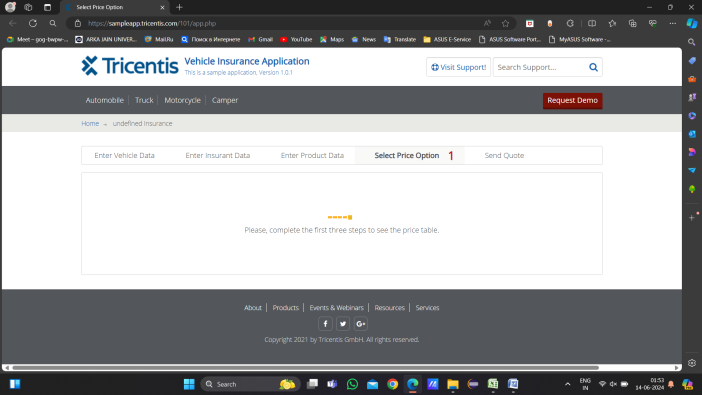 Select Price Option
https://sampleapp.tricentis.com/101/app.php
Meet – gog-bwpw-... ARKA JAIN UNIVER... Mail.Ru Поиск в Интернете Gmail YouTube Maps News Translate ASUS E-Service ASUS Software Port... MyASUS Software -...
Tricentis Vehicle Insurance Application
This is a sample application. Version 1.0.1
Visit Support! Search Support...
Automobile Truck Motorcycle Camper Request Demo
Home → undefined Insurance
Enter Vehicle Data Enter Insurant Data Enter Product Data Select Price Option 1 Send Quote
Please, complete the first three steps to see the price table.
About Products Events & Webinars Resources Services
Copyright 2021 by Tricentis GmbH. All rights reserved.
Search
ENG
IN
01:53
14-06-2024